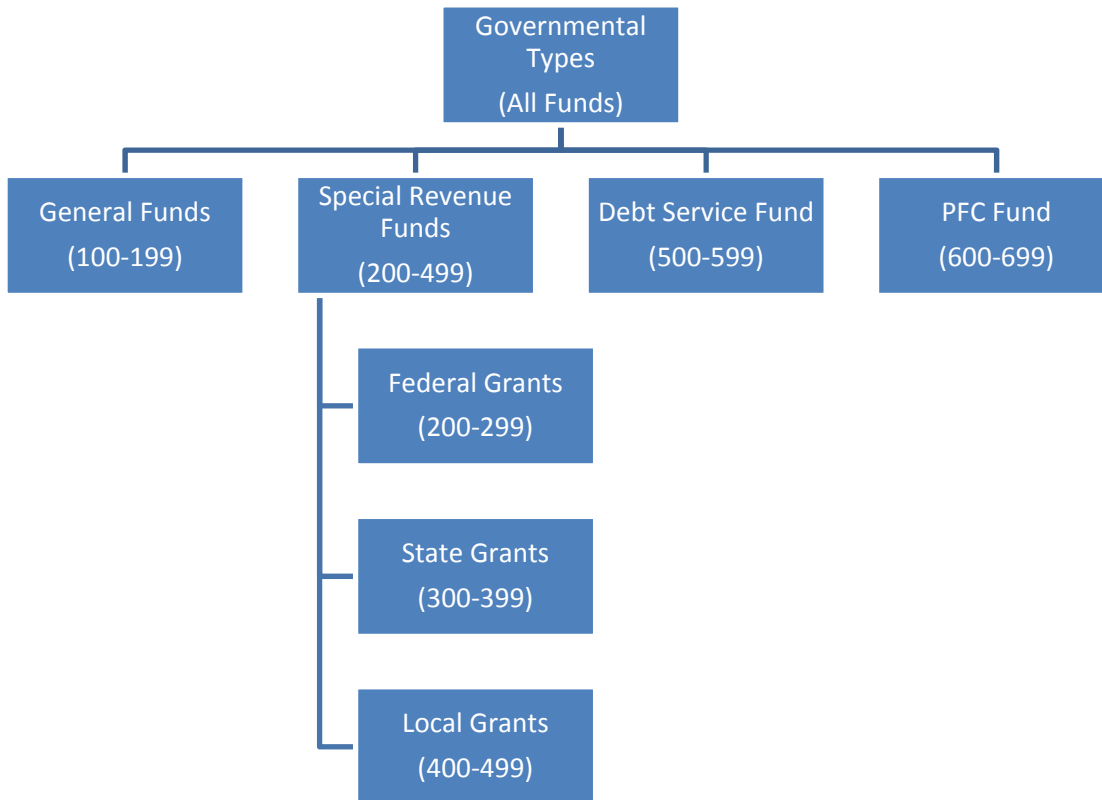 Governmental
Types
(All Funds)
General Funds
(100-199)
Special Revenue
Funds
(200-499)
Debt Service Fund
(500-599)
PFC Fund
(600-699)
Federal Grants
(200-299)
State Grants
(300-399)
Local Grants
(400-499)